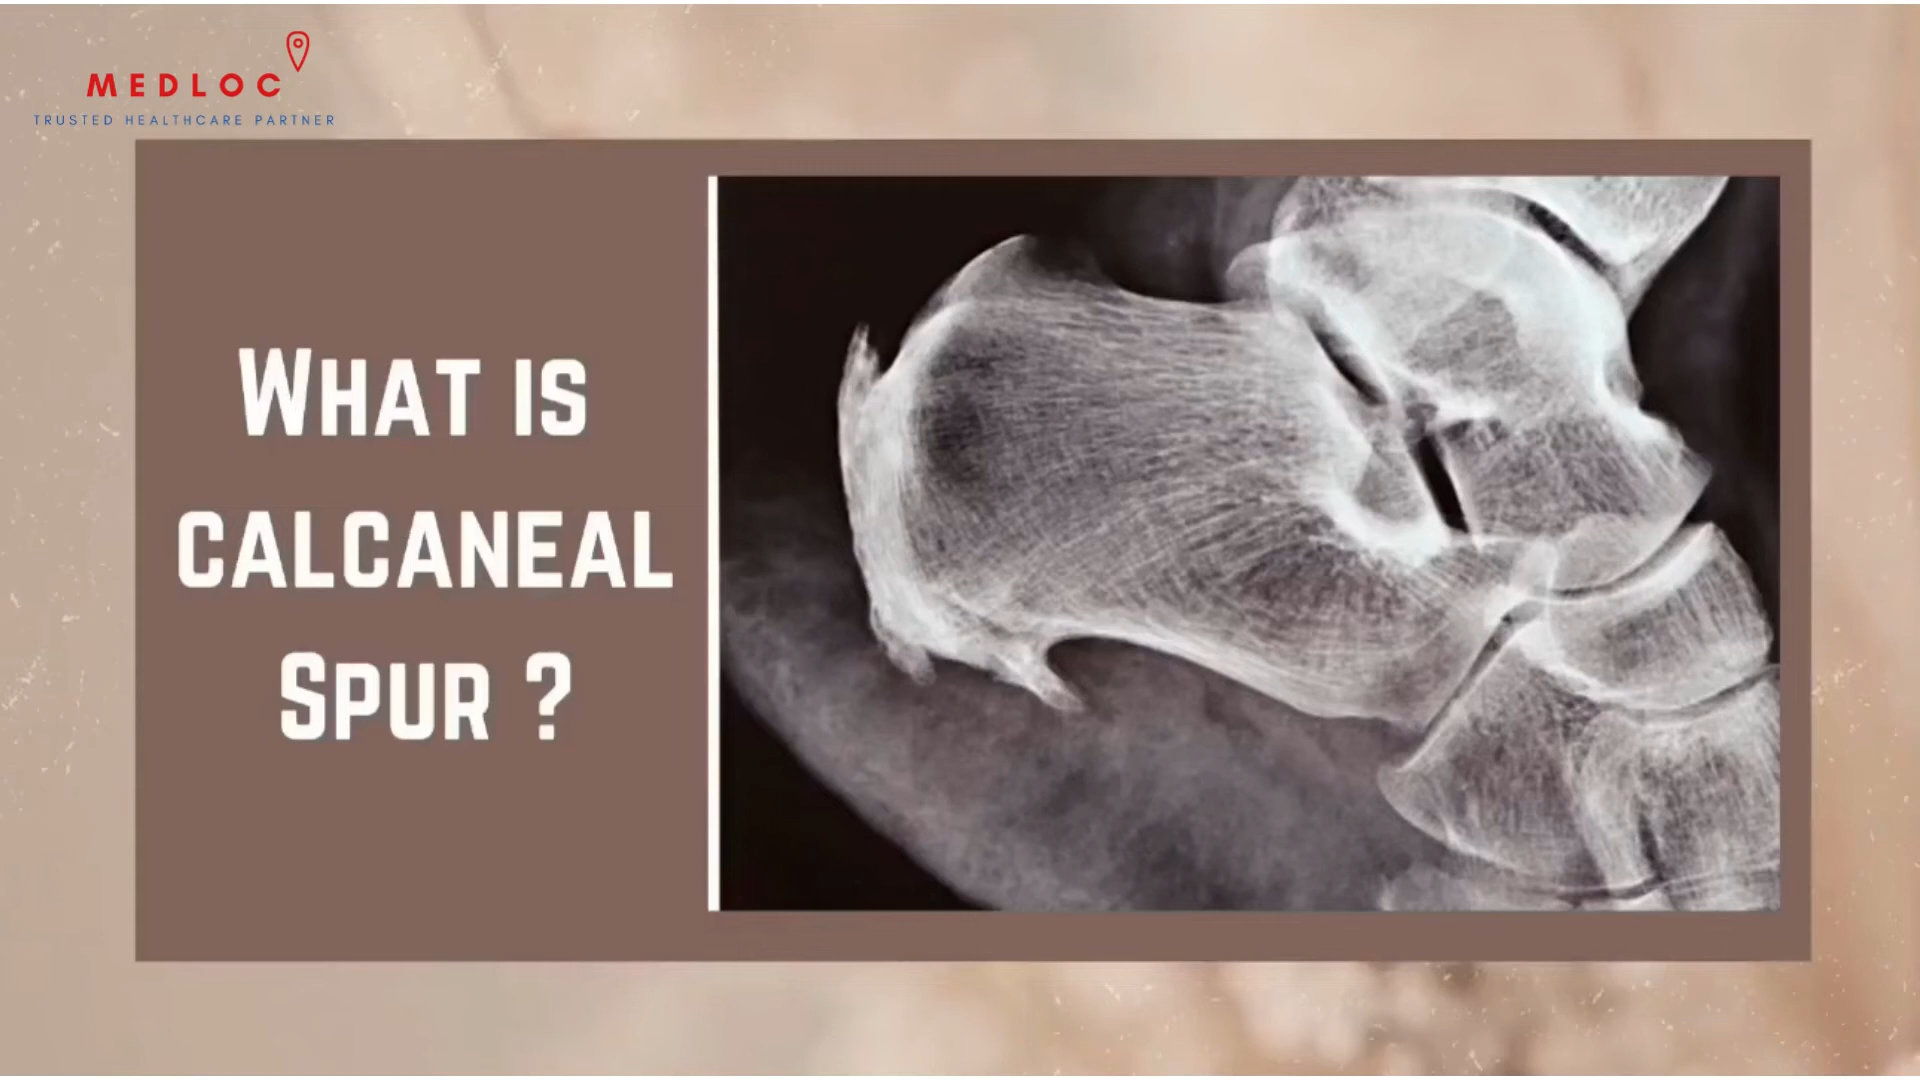 MEDLOC
TRUSTED HEALTHCARE PARTNER
WHAT IS
CALCANEAL
SPUR ?